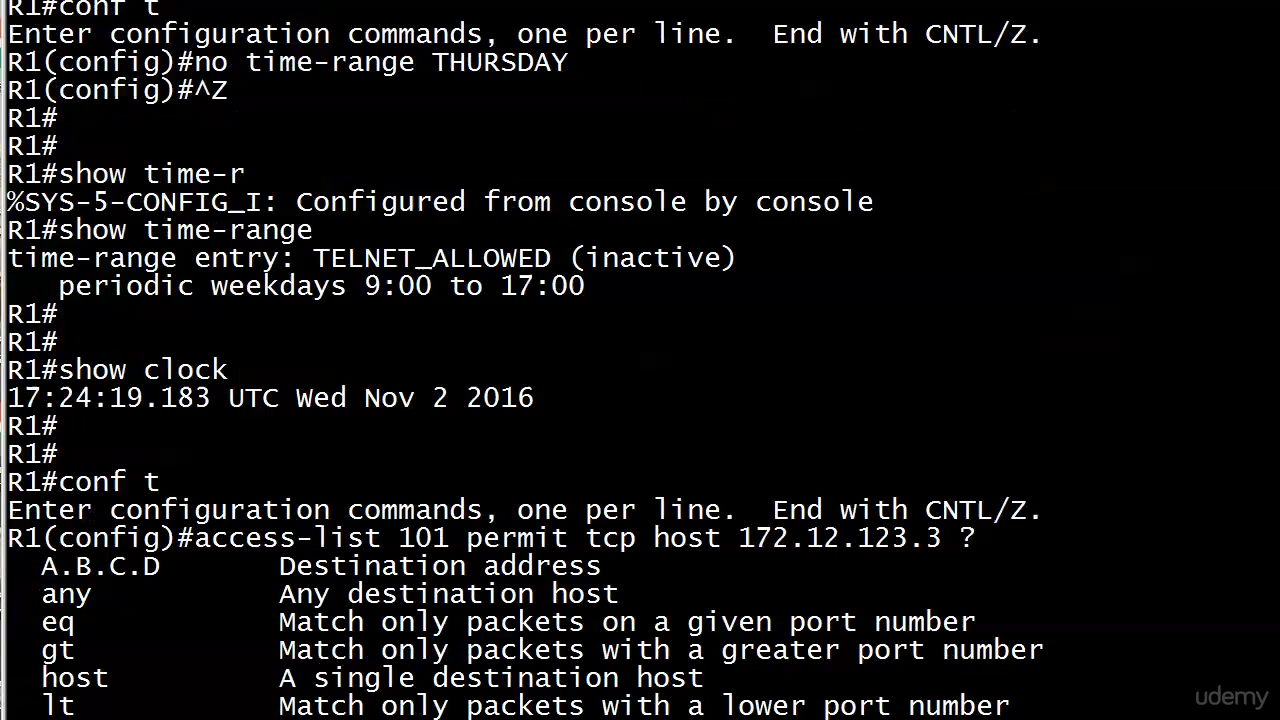 R1#conf t
Enter configuration commands, one per line.  End with CNTL/Z.
R1(config)#no time-range THURSDAY
R1(config)#^Z
R1#
R1#
R1#show time-r
%SYS-5-CONFIG_I: Configured from console by console
R1#show time-range
time-range entry: TELNET_ALLOWED (inactive)
   periodic weekdays 9:00 to 17:00
R1#
R1#
R1#show clock
17:24:19.183 UTC Wed Nov 2 2016
R1#
R1#
R1#conf t
Enter configuration commands, one per line.  End with CNTL/Z.
R1(config)#access-list 101 permit tcp host 172.12.123.3 ?
  A.B.C.D       Destination address
  any           Any destination host
  eq            Match only packets on a given port number
  gt            Match only packets with a greater port number
  host          A single destination host
  lt            Match only packets with a lower port number
udemy